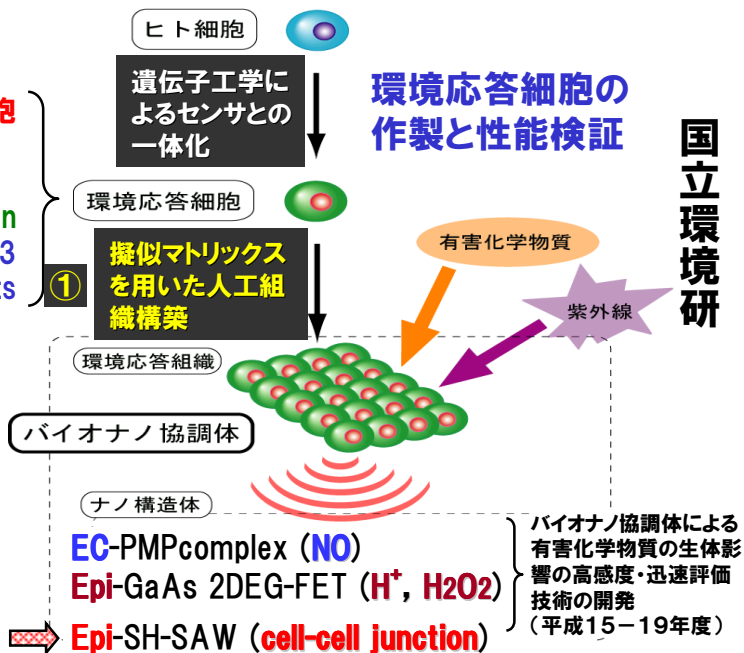 ヒト細胞
遺伝子工学に
よるセンサとの
一体化
環境応答細胞の
作製と性能検証
国立環境研
胞
環境応答細胞
n
3
ts
①
擬似マトリックス
を用いた人工組
織構築
有害化学物質
紫外線
環境応答組織
バイオナノ協調体
ナノ構造体
EC-PMPcomplex (NO)
Epi-GaAs 2DEG-FET (H⁺, H2O2)
Epi-SH-SAW (cell-cell junction)
バイオナノ協調体による
有害化学物質の生体影
響の高感度・迅速評価
技術の開発
(平成15-19年度)